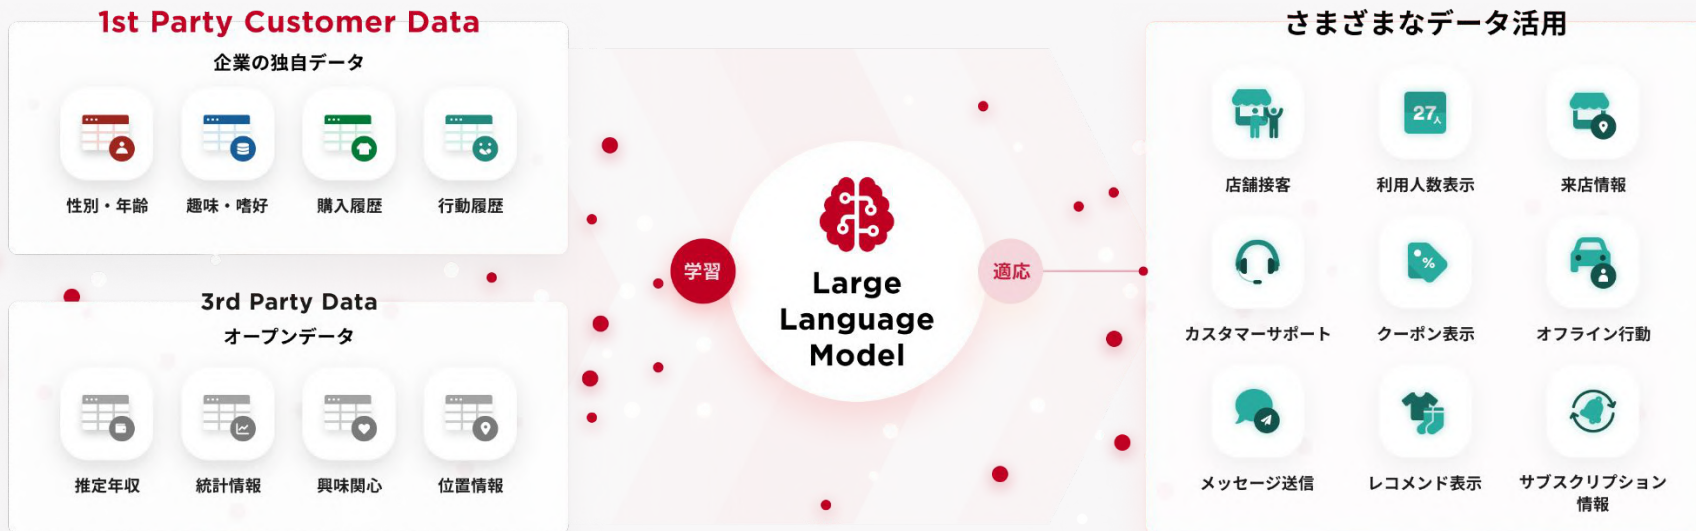 1st Party Customer Data
企業の独自データ
性別・年齢
趣味・嗜好
購入履歴
行動履歴
3rd Party Data
オープンデータ
推定年収
統計情報
興味関心
位置情報
学習
Large
Language
Model
適応
さまざまなデータ活用
27人
店舗接客
利用人数表示
来店情報
%
カスタマーサポート
クーポン表示
オフライン行動
メッセージ送信
レコメンド表示
サブスクリプション
情報